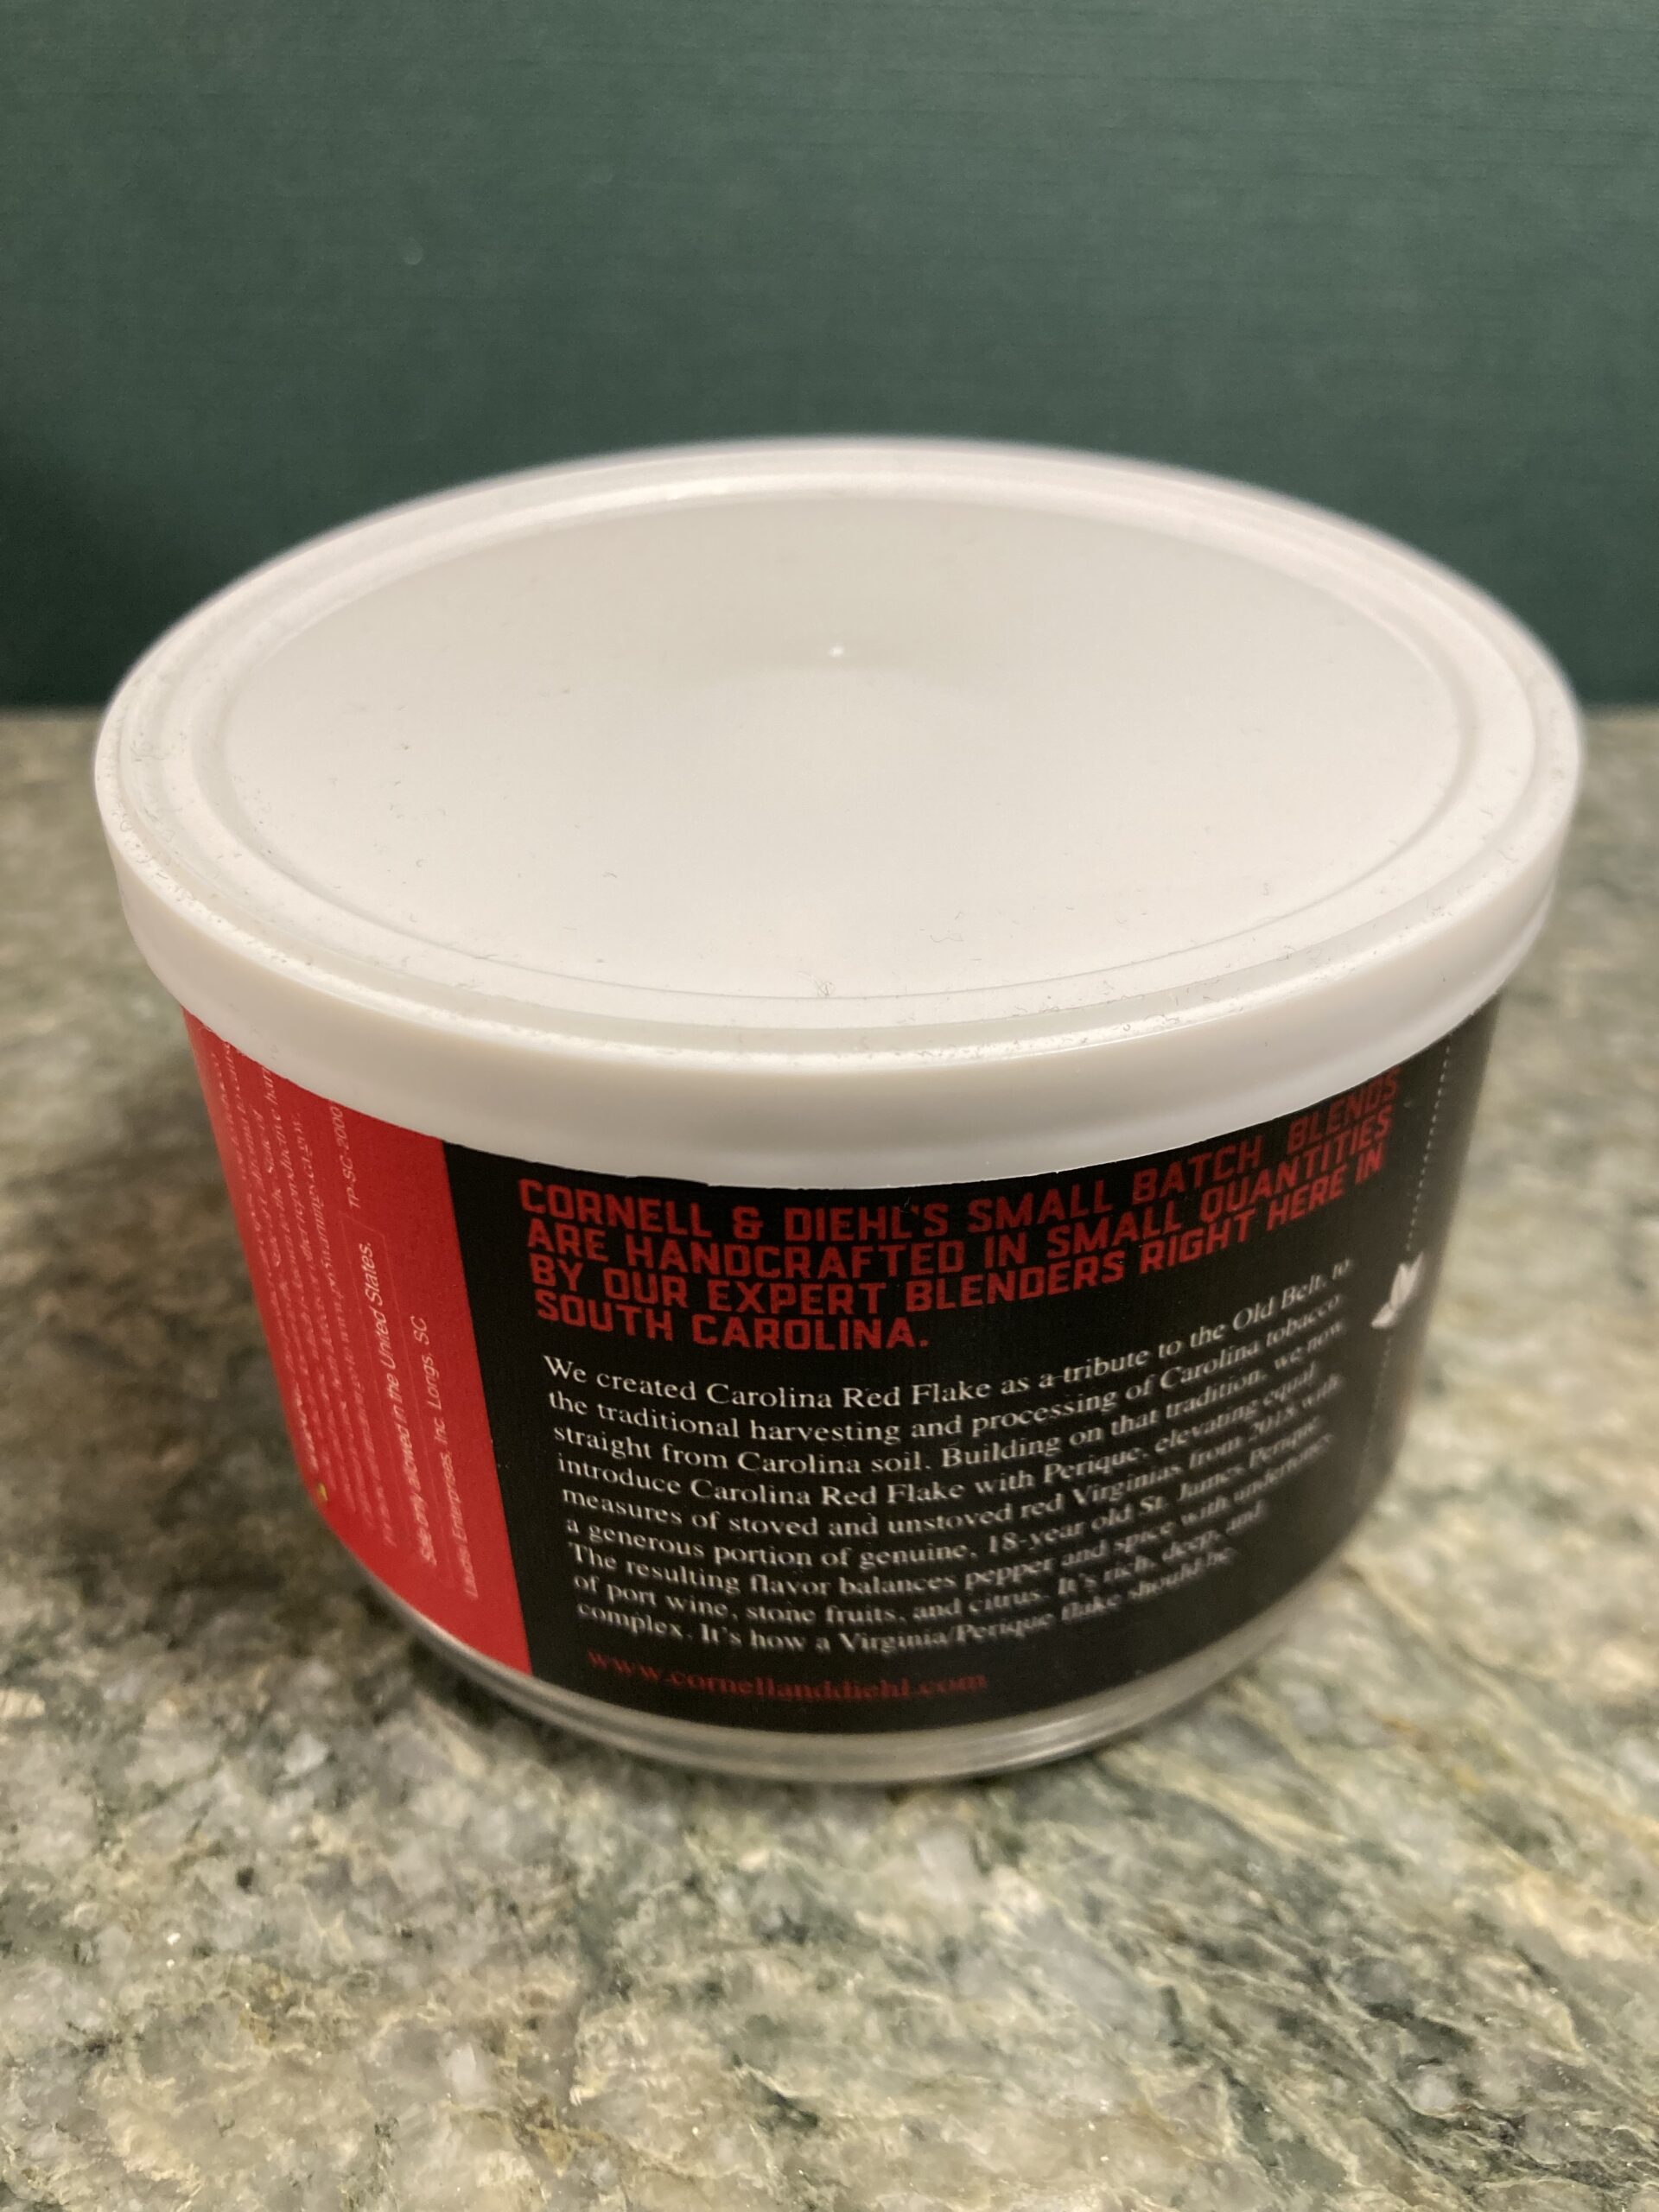 CORNELL & DIEHL'S SMALL BATCH BLENDS
ARE HANDCRAFTED IN SMALL QUANTITIES
BY OUR EXPERT BLENDERS RIGHT HERE IN
SOUTH CAROLINA.
We created Carolina Red Flake as a tribute to the Old Belt, to
the traditional harvesting and processing of Carolina tobacco,
straight from Carolina soil. Building on that tradition, we now
introduce Carolina Red Flake with Perique, elevating equal
measures of stoved and unstoved red Virginias from 2018 with
a generous portion of genuine, 18-year old St. James Perique.
The resulting flavor balances pepper and spice with undertones
of port wine, stone fruits, and citrus. It's rich, deep, and
complex. It's how a Virginia/Perique flake should be.
www.cornellanddiehl.com
TP-SC-2000
Sale only allowed in the United States.
Enterprises, Inc. Longs, SC